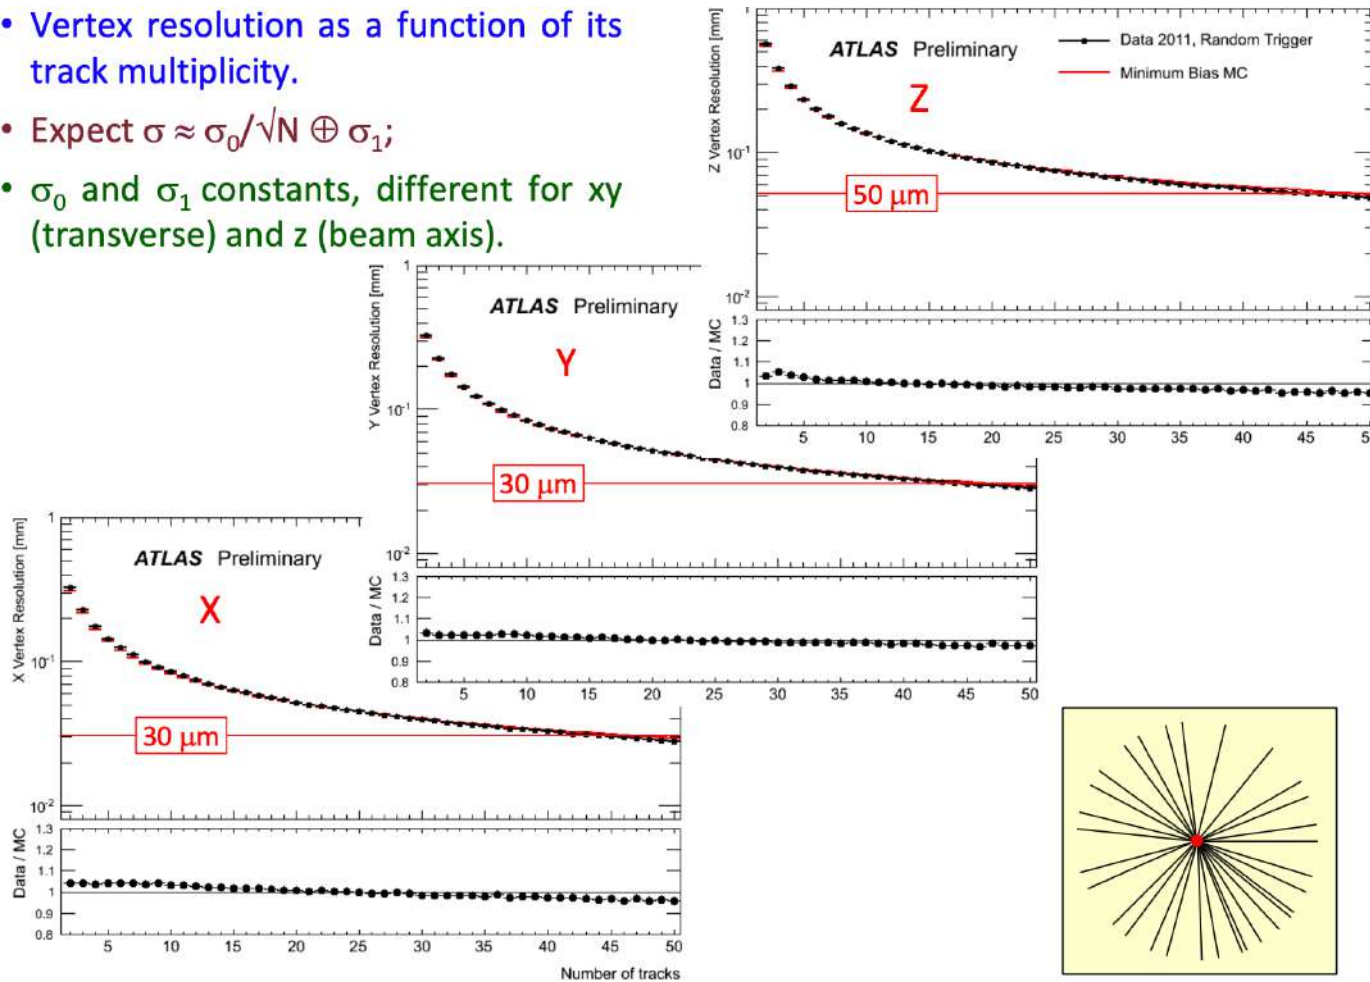 • Vertex resolution as a function of its
track multiplicity.
• Expect σ ≈ σ₀/√N ⊕ σ₁;
• σ₀ and σ₁ constants, different for xy
(transverse) and z (beam axis).
Z Vertex Resolution [mm]
ATLAS Preliminary
Data 2011, Random Trigger
Minimum Bias MC
Z
10⁻¹
50 μm
10⁻²
Data / MC
1.3
1.2
1.1
1
0.9
0.8
5 10 15 20 25 30 35 40 45 5
Y Vertex Resolution [mm]
1
ATLAS Preliminary
Y
10⁻¹
30 μm
10⁻²
Data / MC
1.3
1.2
1.1
1
0.9
0.8
5 10 15 20 25 30 35 40 45 50
X Vertex Resolution [mm]
1
ATLAS Preliminary
X
10⁻¹
30 μm
10⁻²
Data / MC
1.3
1.2
1.1
1
0.9
0.8
5 10 15 20 25 30 35 40 45 50
Number of tracks